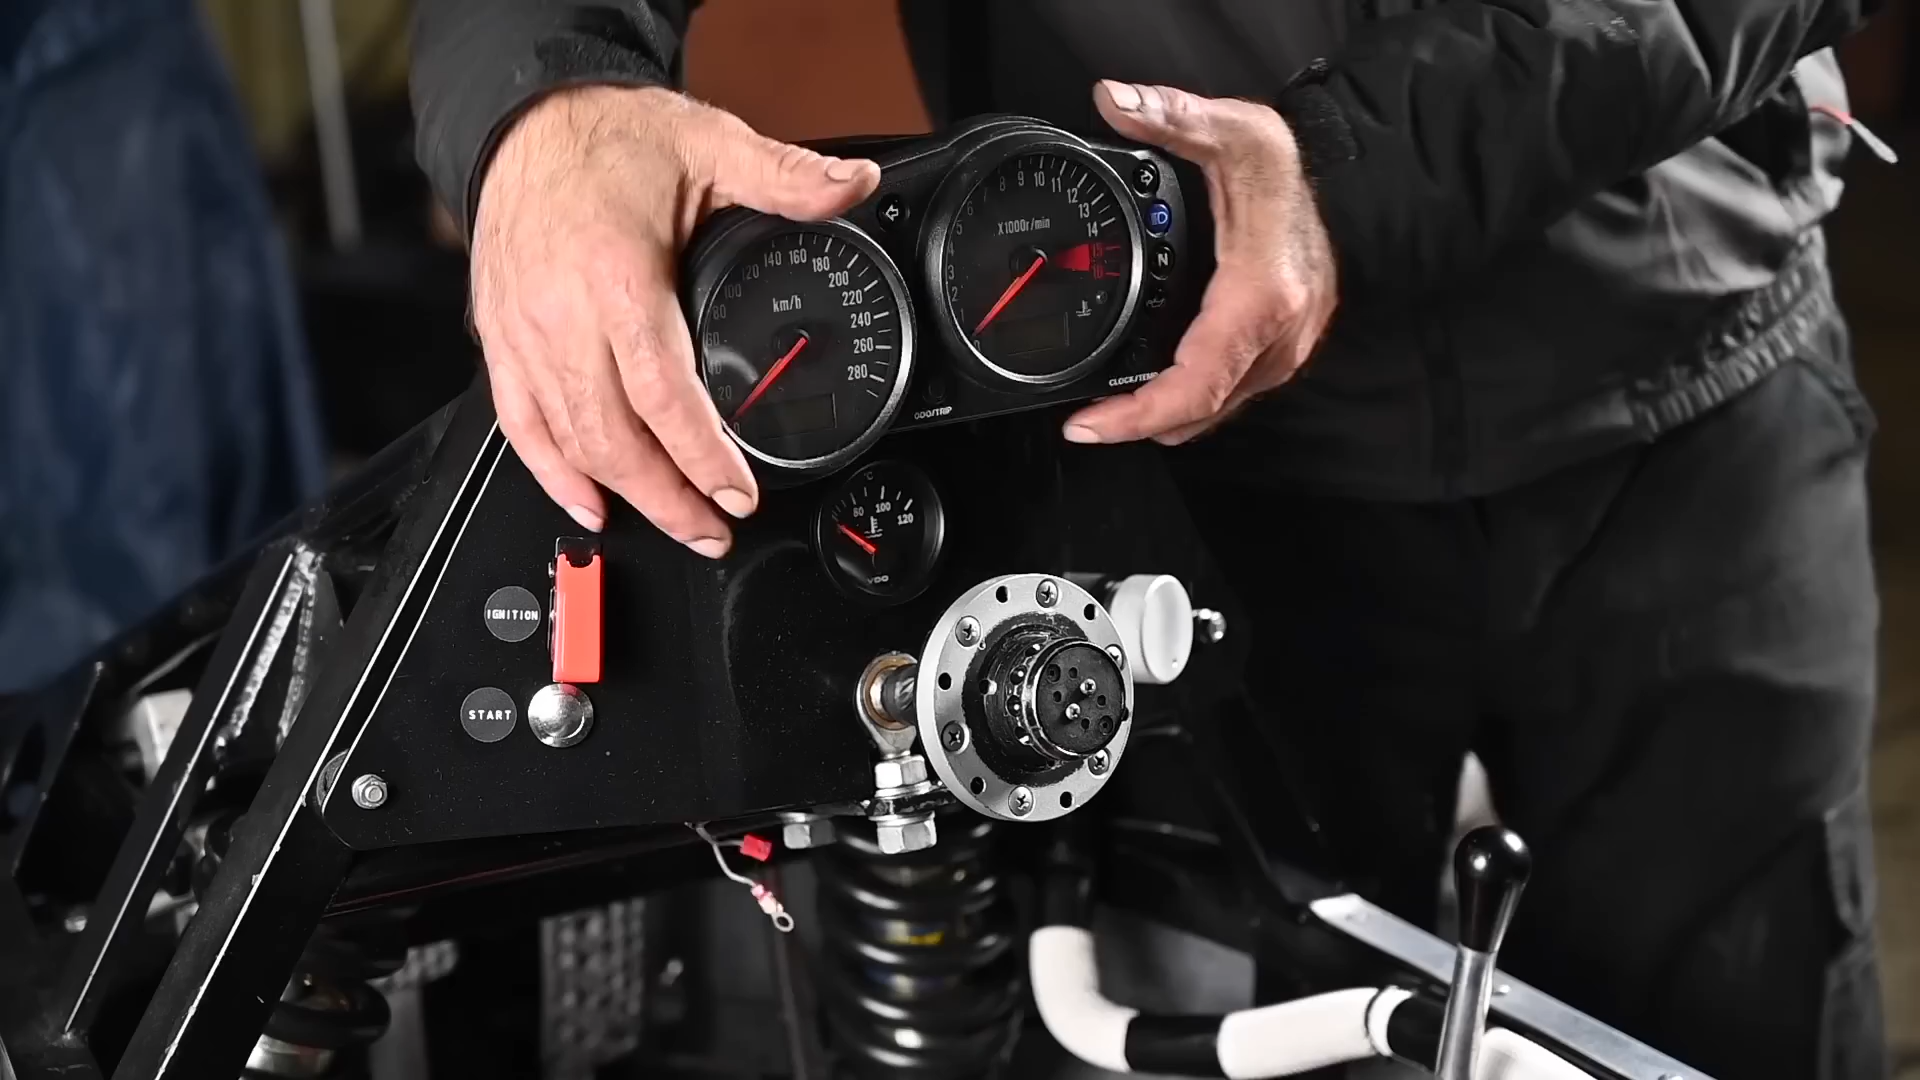 0 20 40 60 80 100 120 140 160 180 200 220 240 260 280
km/h
ODO/TRIP
1 2 3 4 5 6 7 8 9 10 11 12 13 14 15 16
X1000r/min
N
CLOCK/TEMP
°C
80 100 120
VDO
IGNITION
START